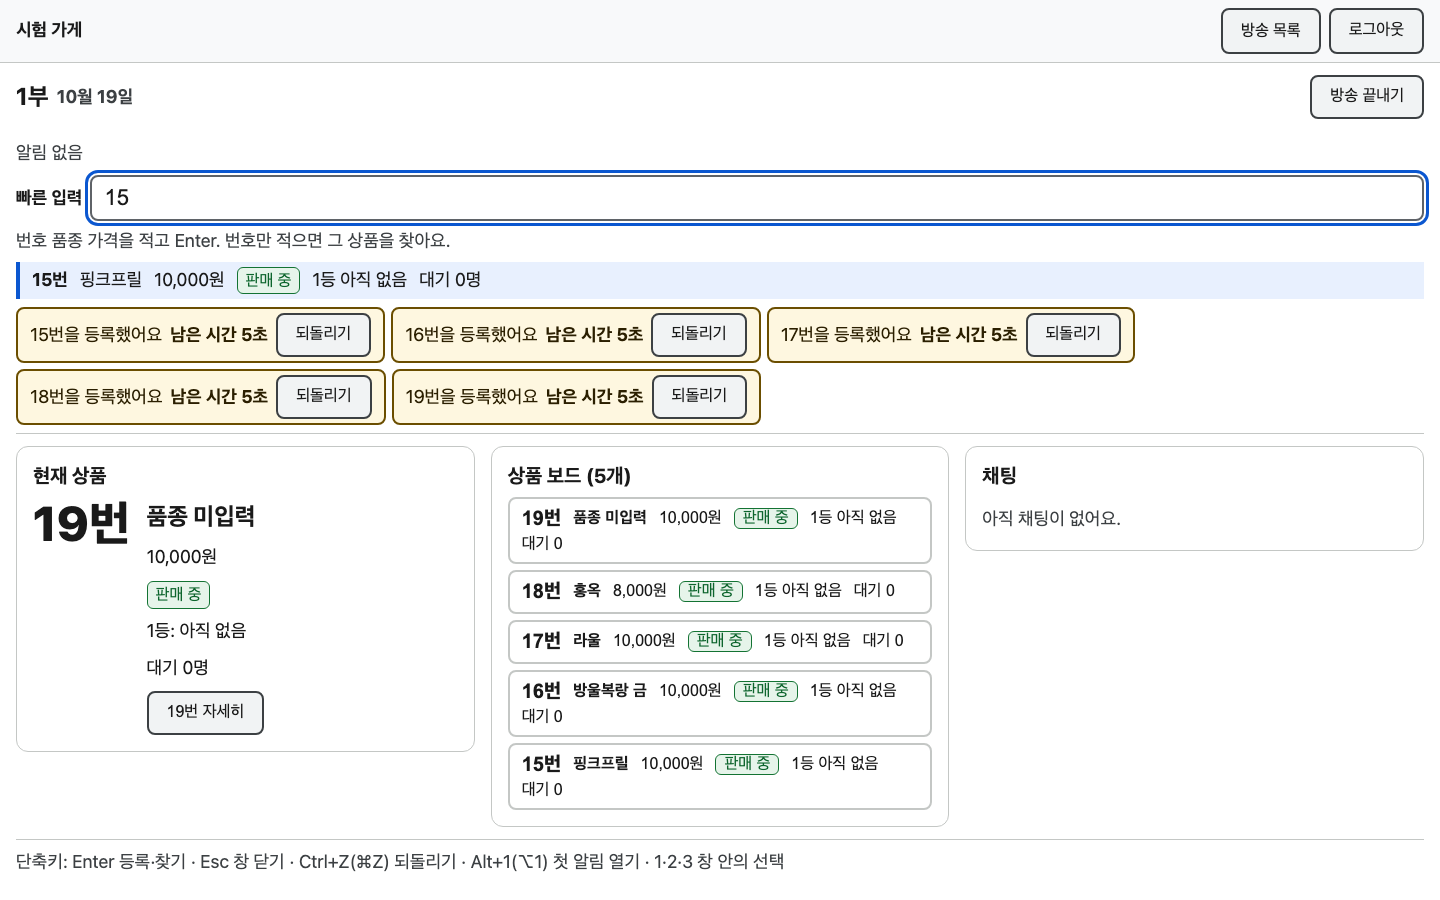 시험 가게
방송 목록
로그아웃
1부 10월 19일
방송 끝내기
알림 없음
빠른 입력 15
번호 품종 가격을 적고 Enter. 번호만 적으면 그 상품을 찾아요.
15번 핑크프릴 10,000원 판매 중 1등 아직 없음 대기 0명
15번을 등록했어요 남은 시간 5초 되돌리기
16번을 등록했어요 남은 시간 5초 되돌리기
17번을 등록했어요 남은 시간 5초 되돌리기
18번을 등록했어요 남은 시간 5초 되돌리기
19번을 등록했어요 남은 시간 5초 되돌리기
현재 상품
19번 품종 미입력
10,000원
판매 중
1등: 아직 없음
대기 0명
19번 자세히
상품 보드 (5개)
19번 품종 미입력 10,000원 판매 중 1등 아직 없음
대기 0
18번 홍옥 8,000원 판매 중 1등 아직 없음 대기 0
17번 라울 10,000원 판매 중 1등 아직 없음 대기 0
16번 방울복랑 금 10,000원 판매 중 1등 아직 없음
대기 0
15번 핑크프릴 10,000원 판매 중 1등 아직 없음
대기 0
채팅
아직 채팅이 없어요.
단축키: Enter 등록·찾기 · Esc 창 닫기 · Ctrl+Z(⌘Z) 되돌리기 · Alt+1(⌥1) 첫 알림 열기 · 1·2·3 창 안의 선택